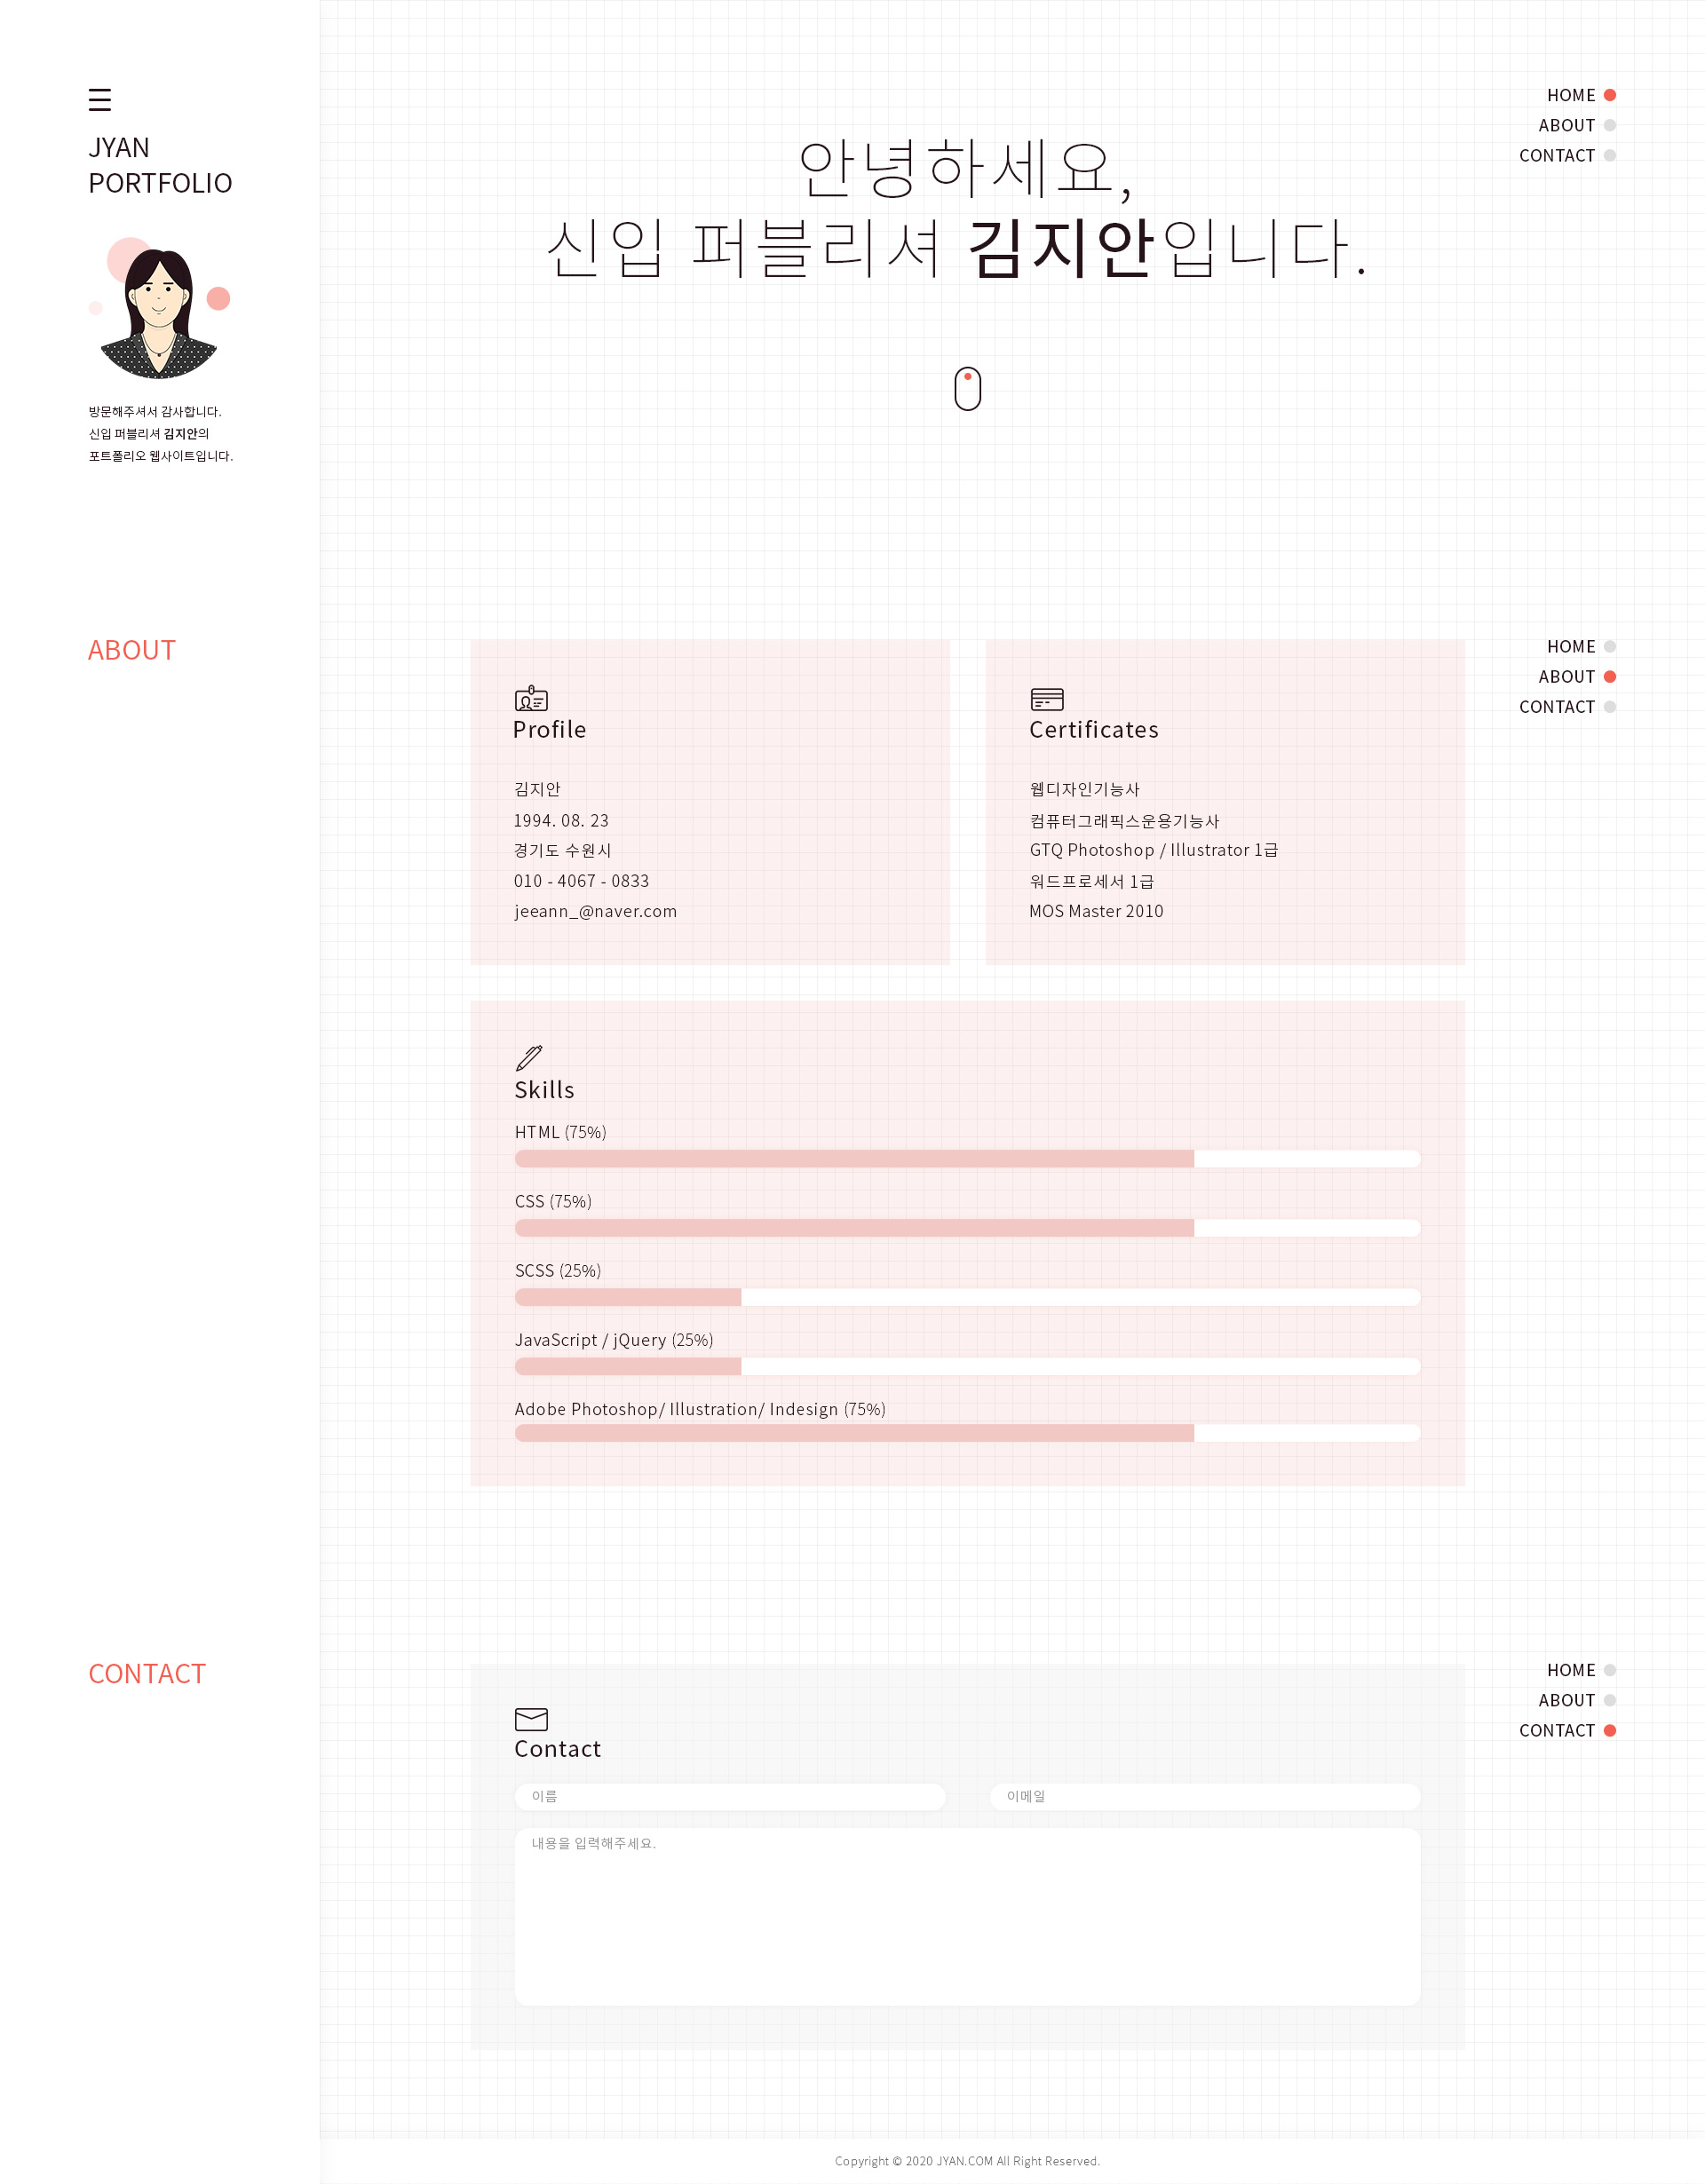 JYAN
PORTFOLIO
방문해주셔서 감사합니다.
신입 퍼블리셔 김지안의
포트폴리오 웹사이트입니다.
안녕하세요,
신입 퍼블리셔 김지안입니다.
HOME
ABOUT
CONTACT
ABOUT
Profile
김지안
1994. 08. 23
경기도 수원시
010 - 4067 - 0833
jeeann_@naver.com
Certificates
웹디자인기능사
컴퓨터그래픽스운용기능사
GTQ Photoshop / Illustrator 1급
워드프로세서 1급
MOS Master 2010
HOME
ABOUT
CONTACT
Skills
HTML (75%)
CSS (75%)
SCSS (25%)
JavaScript / jQuery (25%)
Adobe Photoshop/ Illustration/ Indesign (75%)
CONTACT
Contact
이름
이메일
내용을 입력해주세요.
HOME
ABOUT
CONTACT
Copyright © 2020 JYAN.COM All Right Reserved.